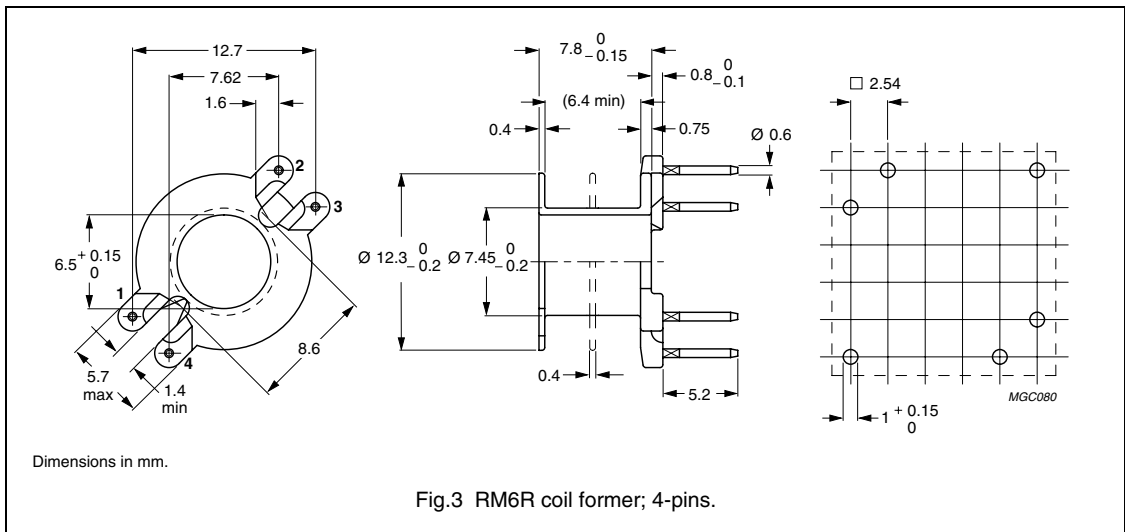 12.7
7.62
1.6
2
3
6.5 + 0.15
0
1
4
5.7
max
1.4
min
8.6
7.8 0
− 0.15
0.8 0
− 0.1
(6.4 min)
0.4
0.75
Ø 0.6
Ø 12.3 0
− 0.2
Ø 7.45 0
− 0.2
0.4
5.2
□ 2.54
MGC080
1 + 0.15
0
Dimensions in mm.
Fig.3 RM6R coil former; 4-pins.